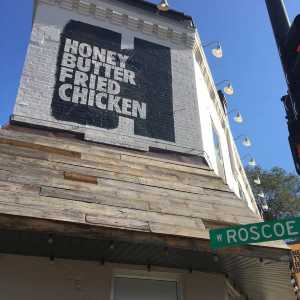 HONEY
BUTTER
FRIED
CHICKEN
W ROSCOE